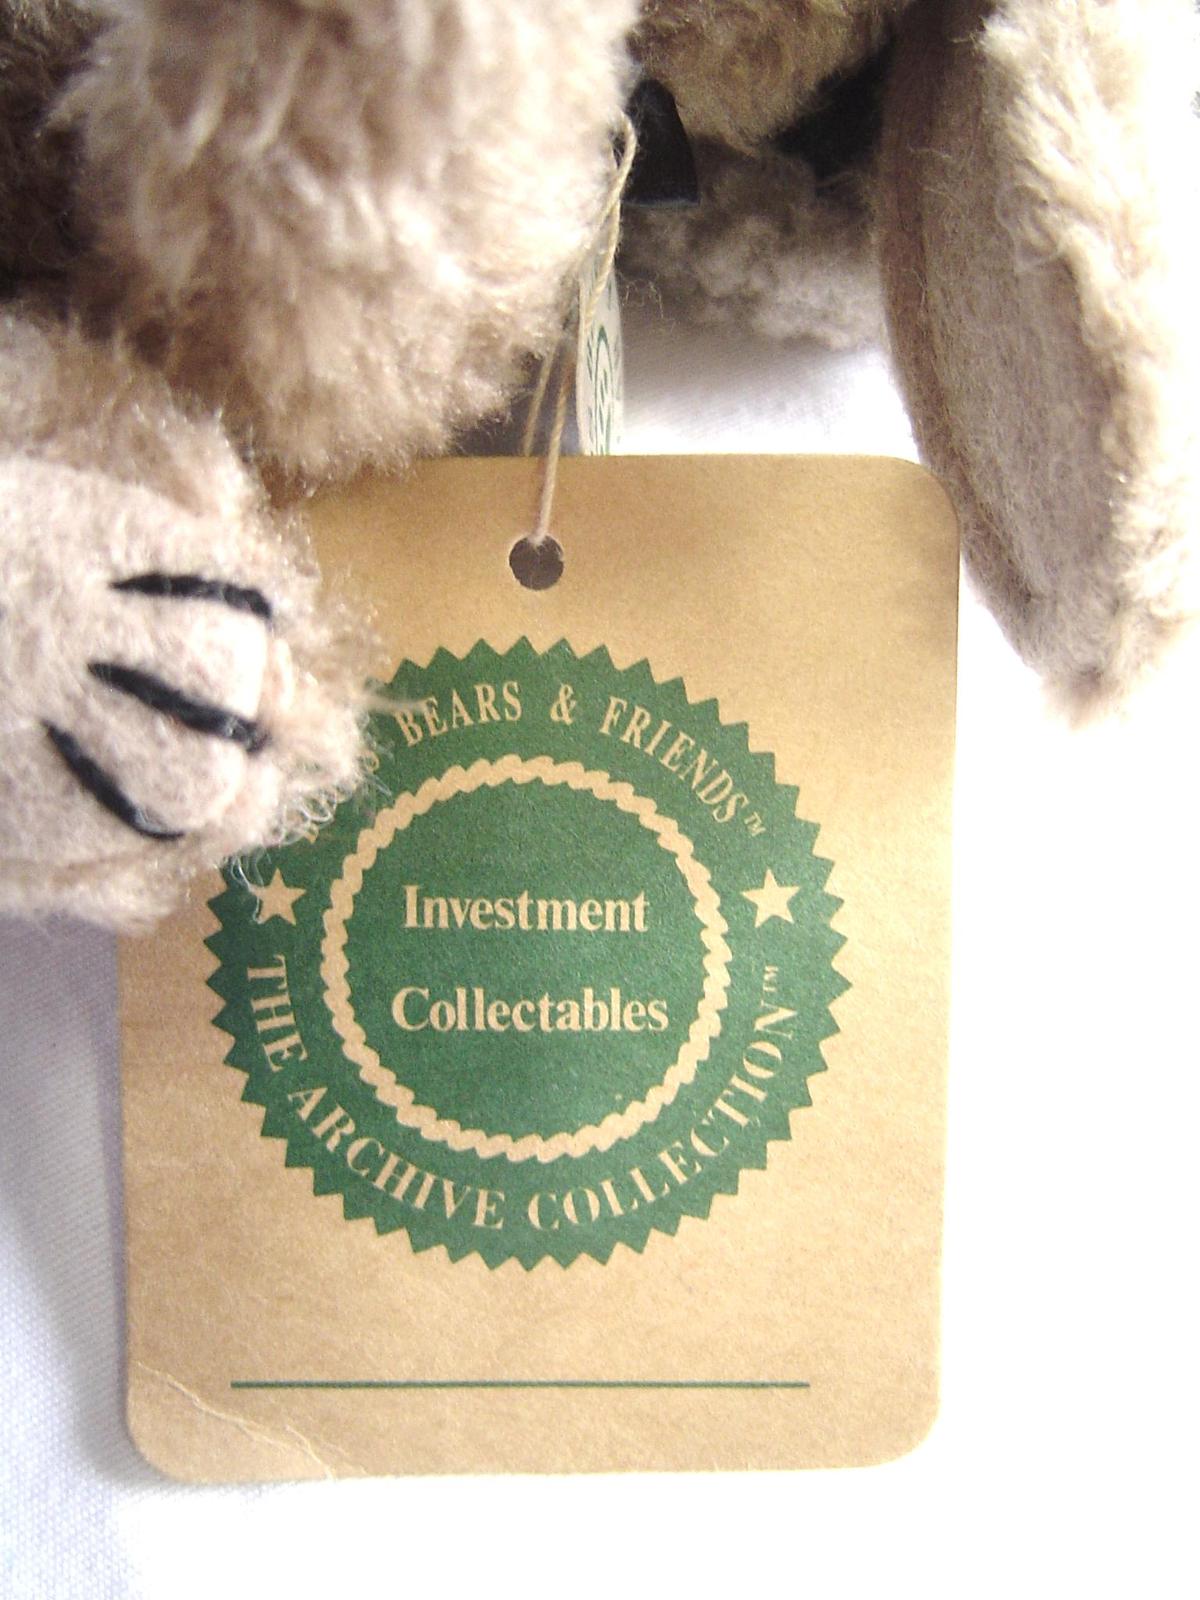 BEARS & FRIENDS™
Investment
Collectables
THE ARCHIVE COLLECTION™